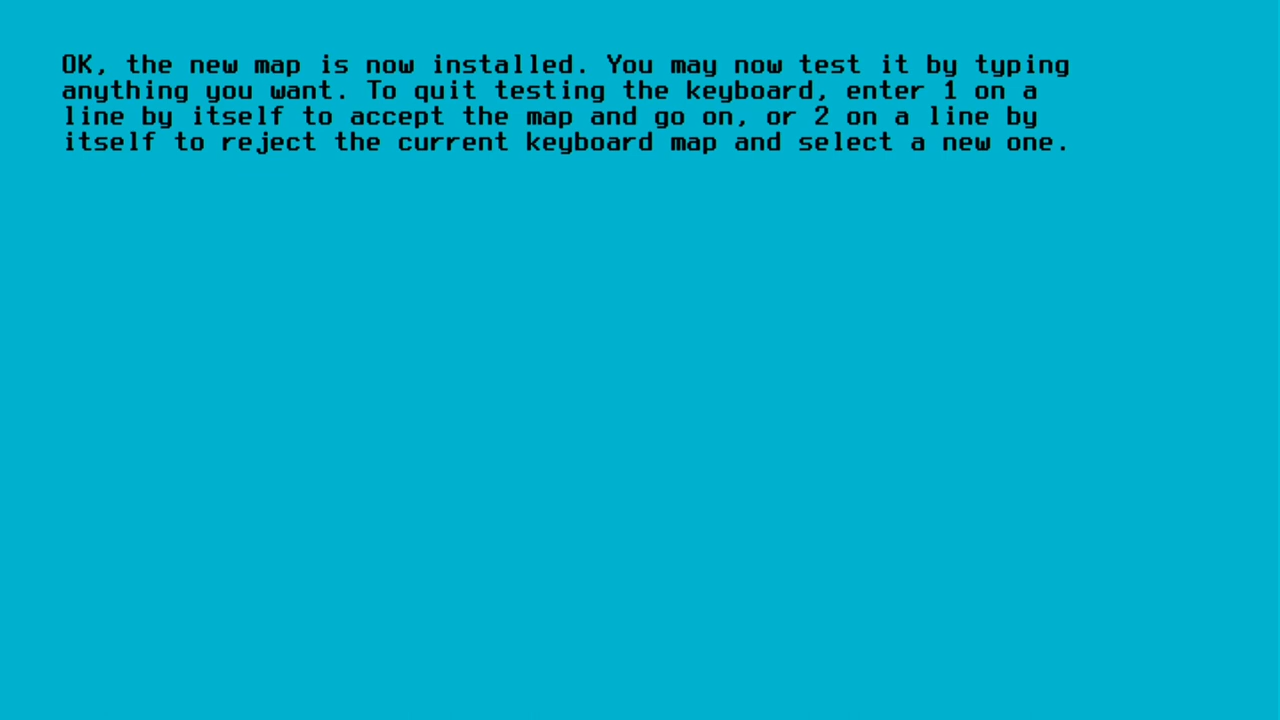 OK, the new map is now installed. You may now test it by typing
anything you want. To quit testing the keyboard, enter 1 on a
line by itself to accept the map and go on, or 2 on a line by
itself to reject the current keyboard map and select a new one.